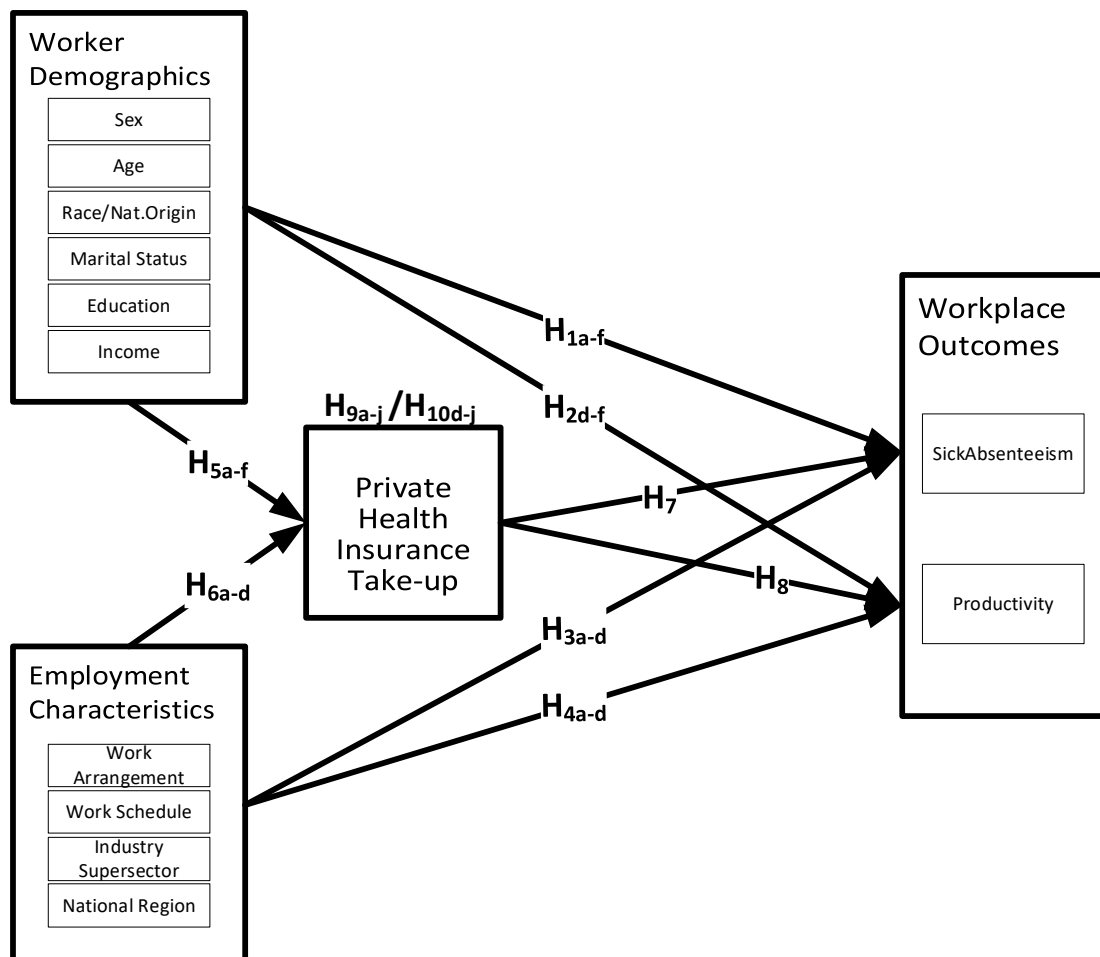 Worker
Demographics
Sex
Age
Race/Nat.Origin
Marital Status
Education
Income
H1a-f
H2d-f
H5a-f
H9a-j /H10d-j
Private
Health
Insurance
Take-up
H7
H8
H6a-d
H3a-d
H4a-d
Employment
Characteristics
Work
Arrangement
Work Schedule
Industry
Supersector
National Region
Workplace
Outcomes
SickAbsenteeism
Productivity